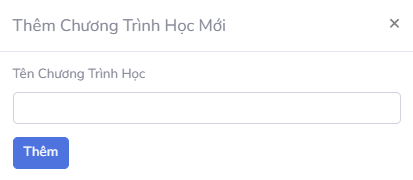 Thêm Chương Trình Học Mới
×
Tên Chương Trình Học
Thêm